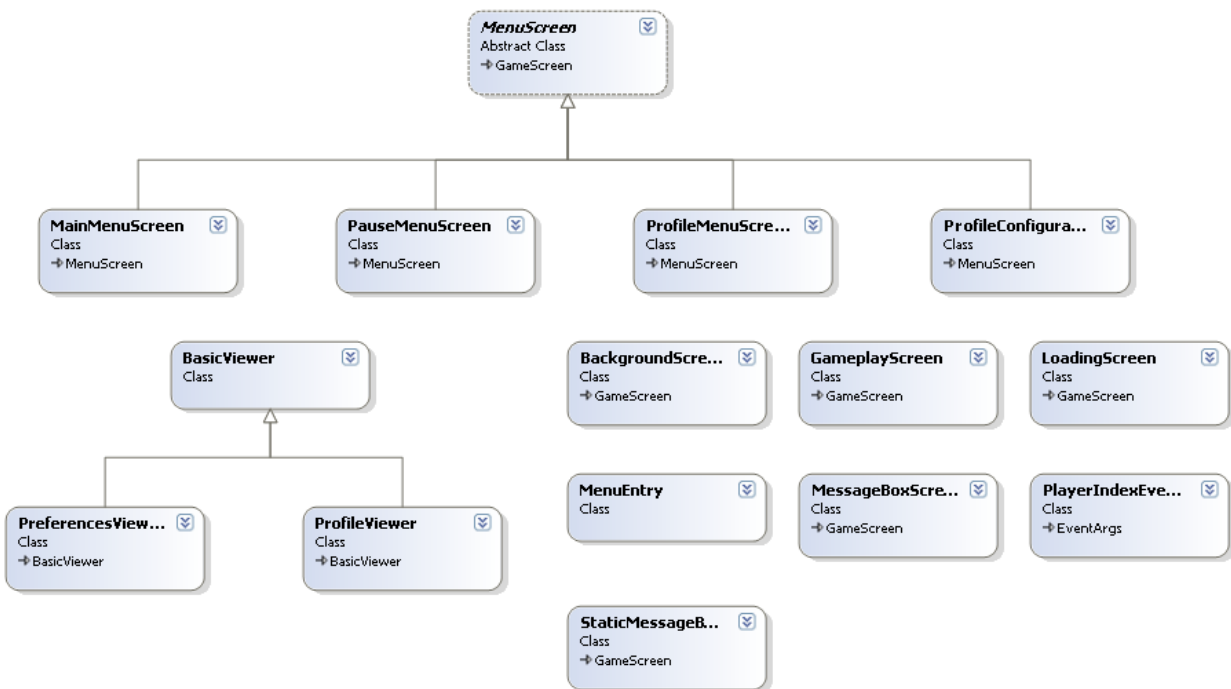 MenuScreen
Abstract Class
GameScreen
MainMenuScreen
Class
MenuScreen
PauseMenuScreen
Class
MenuScreen
ProfileMenuScre...
Class
MenuScreen
ProfileConfigura...
Class
MenuScreen
BasicViewer
Class
BackgroundScre...
Class
GameScreen
GameplayScreen
Class
GameScreen
LoadingScreen
Class
GameScreen
MenuEntry
Class
MessageBoxScre...
Class
GameScreen
PlayerIndexEve...
Class
EventArgs
PreferencesView...
Class
BasicViewer
ProfileViewer
Class
BasicViewer
StaticMessageB...
Class
GameScreen